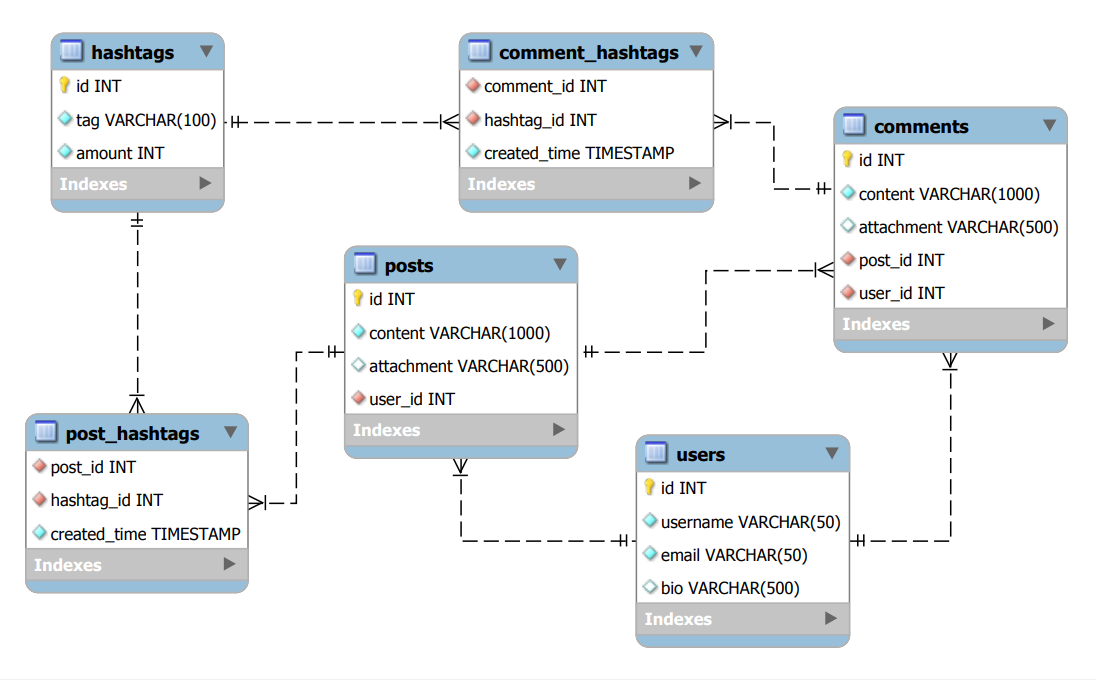 hashtags
id INT
tag VARCHAR(100)
amount INT
Indexes
comment_hashtags
comment_id INT
hashtag_id INT
created_time TIMESTAMP
Indexes
comments
id INT
content VARCHAR(1000)
attachment VARCHAR(500)
post_id INT
user_id INT
Indexes
posts
id INT
content VARCHAR(1000)
attachment VARCHAR(500)
user_id INT
Indexes
post_hashtags
post_id INT
hashtag_id INT
created_time TIMESTAMP
Indexes
users
id INT
username VARCHAR(50)
email VARCHAR(50)
bio VARCHAR(500)
Indexes